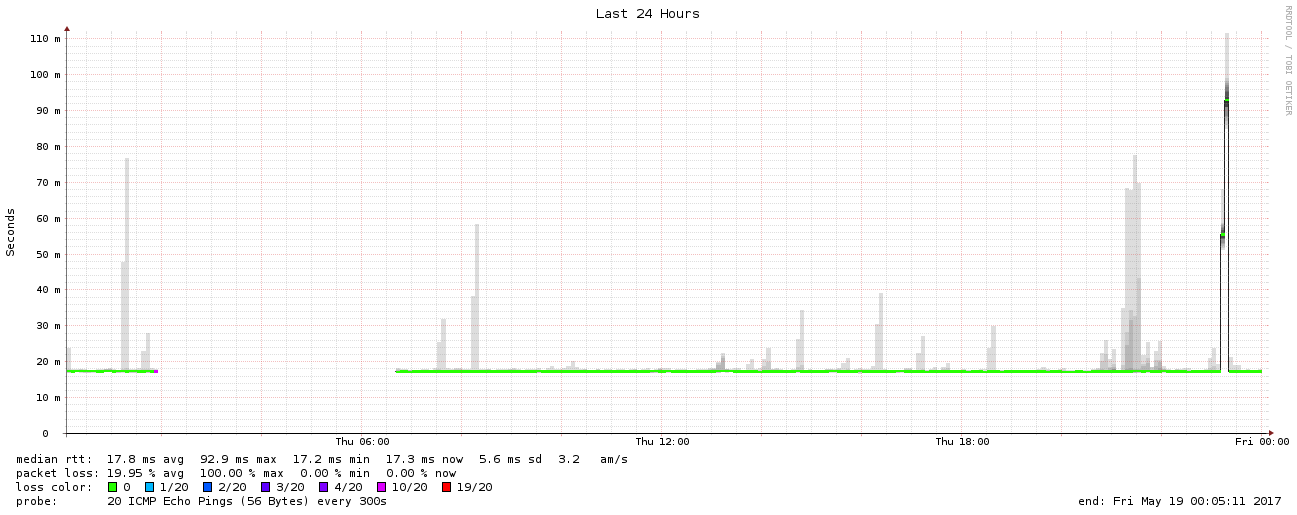 Last 24 Hours
RRDTOOL / TOBI OETIKER
Seconds
110 m
100 m
90 m
80 m
70 m
60 m
50 m
40 m
30 m
20 m
10 m
0
Thu 06:00 Thu 12:00 Thu 18:00 Fri 00:00
median rtt: 17.8 ms avg 92.9 ms max 17.2 ms min 17.3 ms now 5.6 ms sd 3.2 am/s
packet loss: 19.95 % avg 100.00 % max 0.00 % min 0.00 % now
loss color: 0 1/20 2/20 3/20 4/20 10/20 19/20
probe: 20 ICMP Echo Pings (56 Bytes) every 300s end: Fri May 19 00:05:11 2017